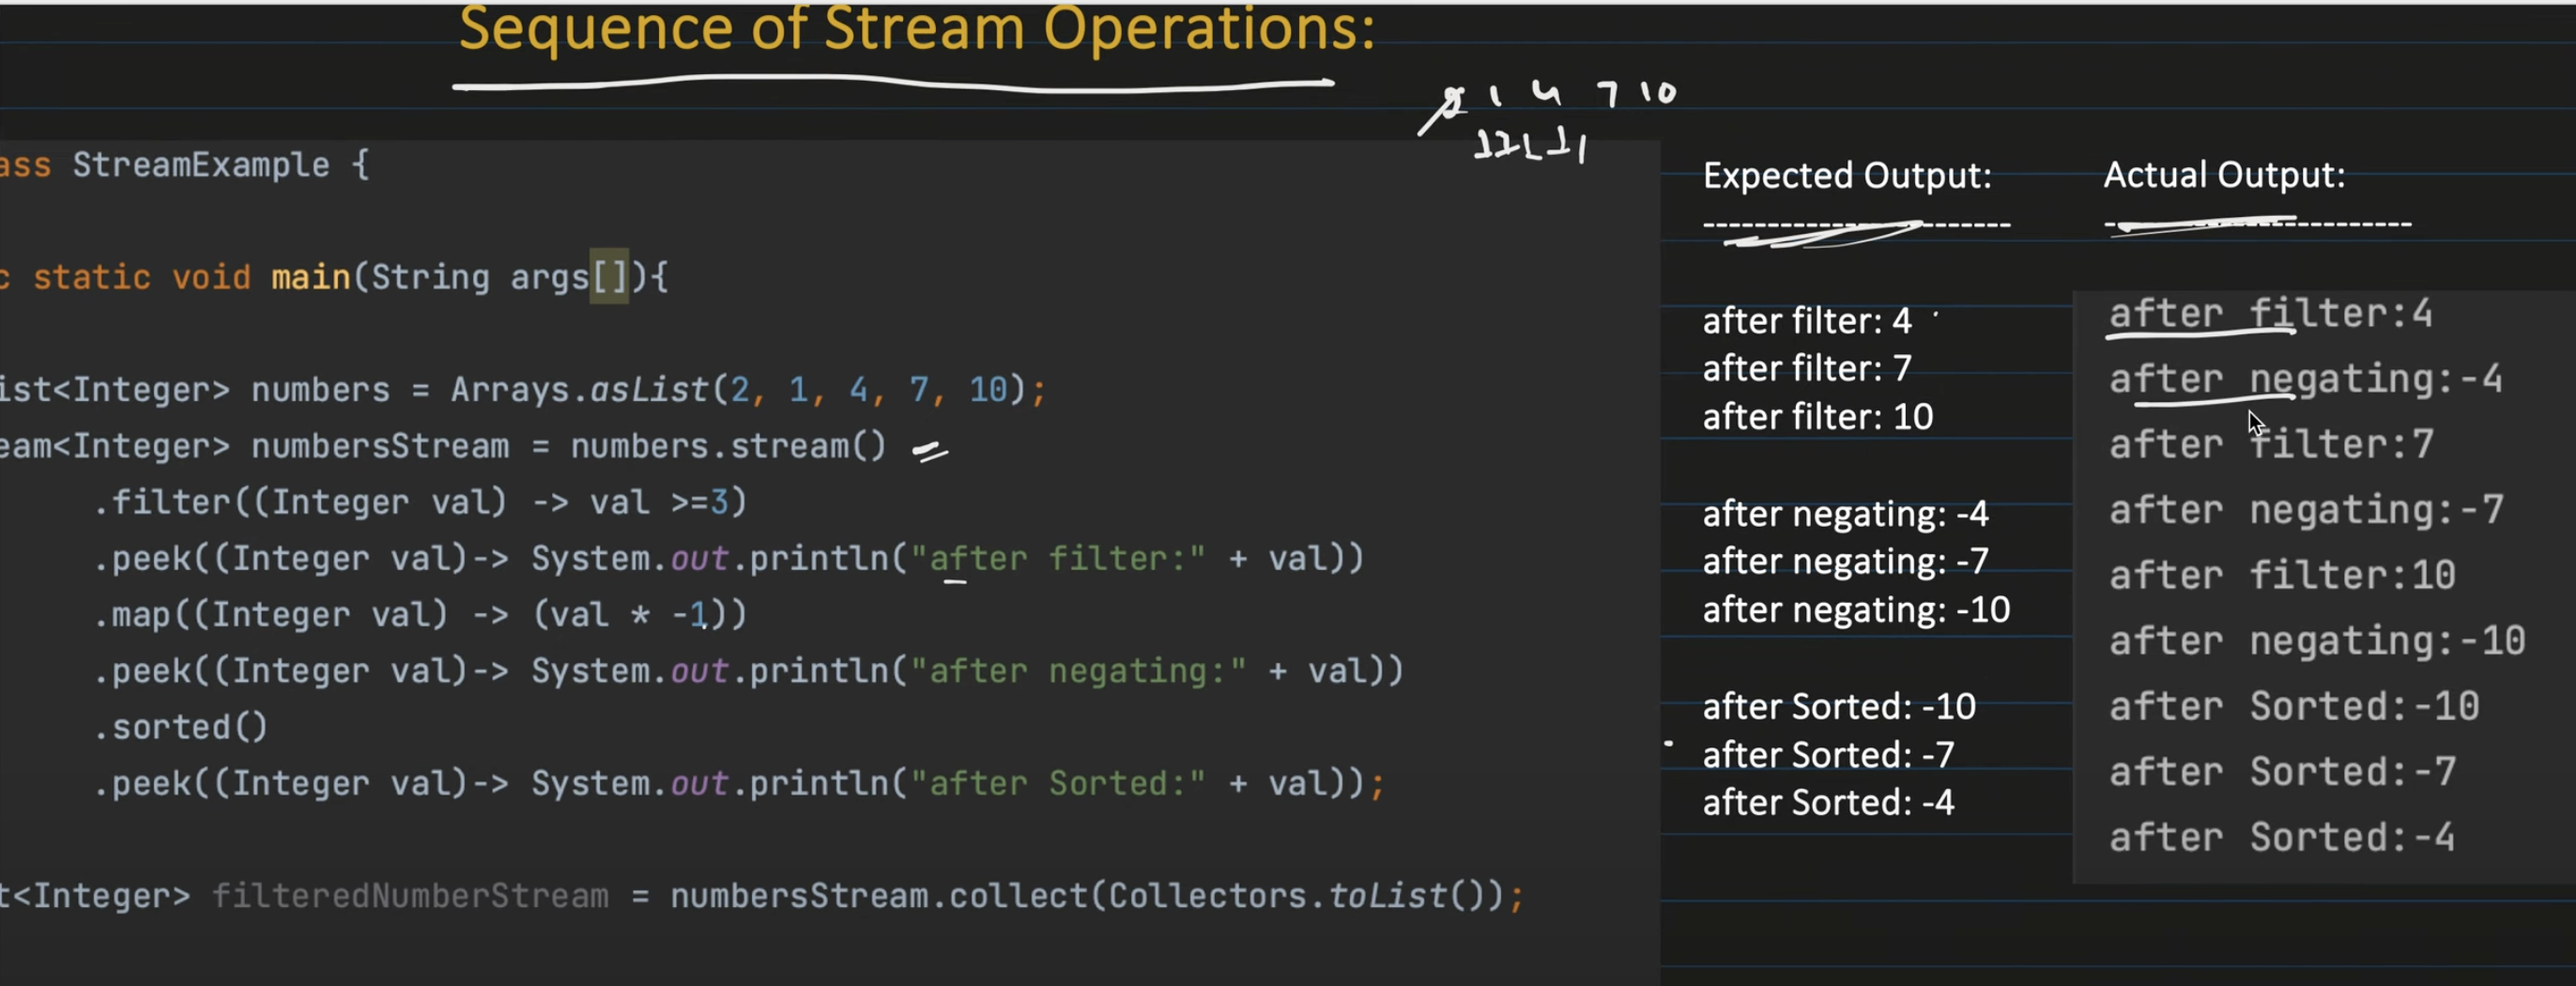 Sequence of Stream Operations:
2 1 4 7 10
ass StreamExample {
c static void main(String args[]){
ist<Integer> numbers = Arrays.asList(2, 1, 4, 7, 10);
eam<Integer> numbersStream = numbers.stream()
.filter((Integer val) -> val >=3)
.peek((Integer val)-> System.out.println("after filter:" + val))
.map((Integer val) -> (val * -1))
.peek((Integer val)-> System.out.println("after negating:" + val))
.sorted()
.peek((Integer val)-> System.out.println("after Sorted:" + val));
t<Integer> filteredNumberStream = numbersStream.collect(Collectors.toList());
Expected Output:
-----------------------
after filter: 4
after filter: 7
after filter: 10
after negating: -4
after negating: -7
after negating: -10
after Sorted: -10
after Sorted: -7
after Sorted: -4
Actual Output:
-----------------------
after filter:4
after negating:-4
after filter:7
after negating:-7
after filter:10
after negating:-10
after Sorted:-10
after Sorted:-7
after Sorted:-4